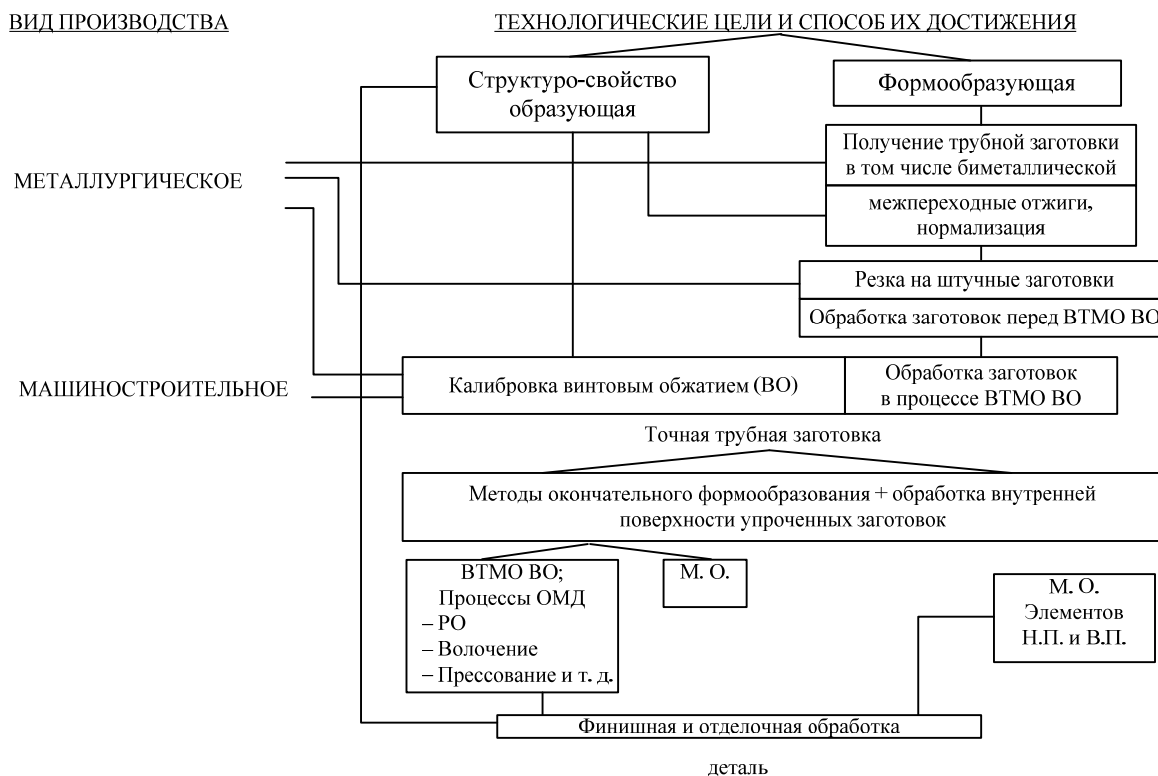 ВИД ПРОИЗВОДСТВА
ТЕХНОЛОГИЧЕСКИЕ ЦЕЛИ И СПОСОБ ИХ ДОСТИЖЕНИЯ
Структуро-свойство
образующая
Формообразующая
Получение трубной заготовки
в том числе биметаллической
МЕТАЛЛУРГИЧЕСКОЕ
межпереходные отжиги,
нормализация
Резка на штучные заготовки
Обработка заготовок перед ВТМО ВО
МАШИНОСТРОИТЕЛЬНОЕ
Калибровка винтовым обжатием (ВО)
Обработка заготовок
в процессе ВТМО ВО
Точная трубная заготовка
Методы окончательного формообразования + обработка внутренней
поверхности упроченных заготовок
ВТМО ВО;
Процессы ОМД
– РО
– Волочение
– Прессование и т. д.
М. О.
М. О.
Элементов
Н.П. и В.П.
Финишная и отделочная обработка
деталь